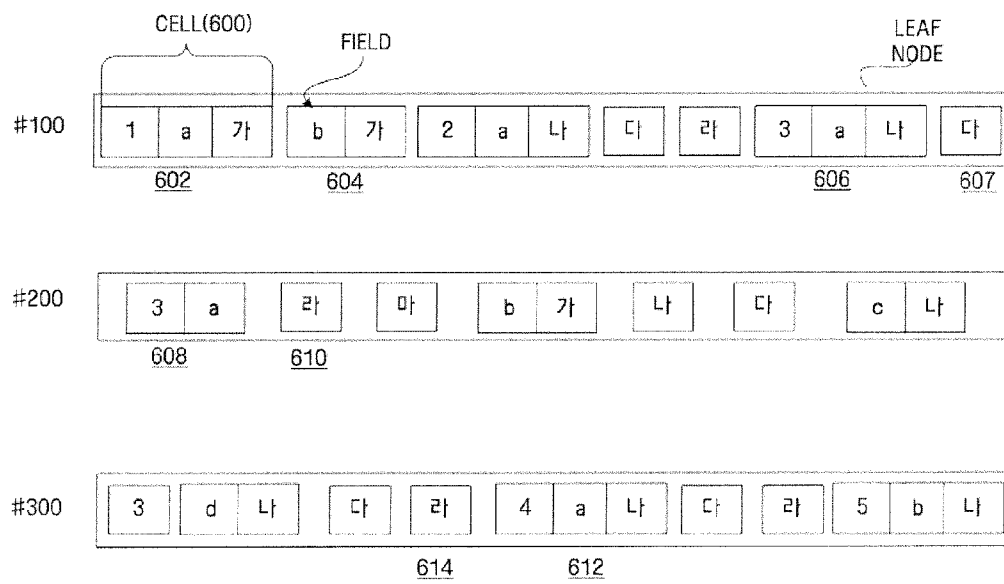 CELL(600)
FIELD
LEAF
NODE
#100
1 a 가 b 가 2 a 나 다 라 3 a 나 다
602 604 606 607
#200
3 a 라 마 b 가 나 다 c 나
608 610
#300
3 d 나 다 라 4 a 나 다 라 5 b 나
614 612